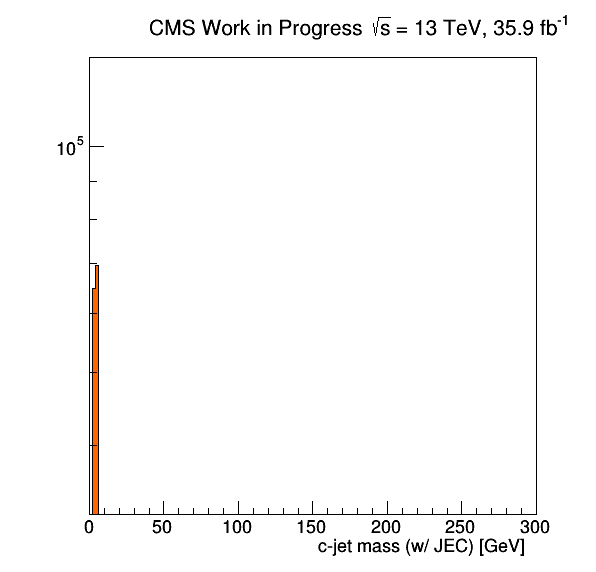 CMS Work in Progress √s = 13 TeV, 35.9 fb⁻¹
10⁵
0 50 100 150 200 250 300
c-jet mass (w/ JEC) [GeV]